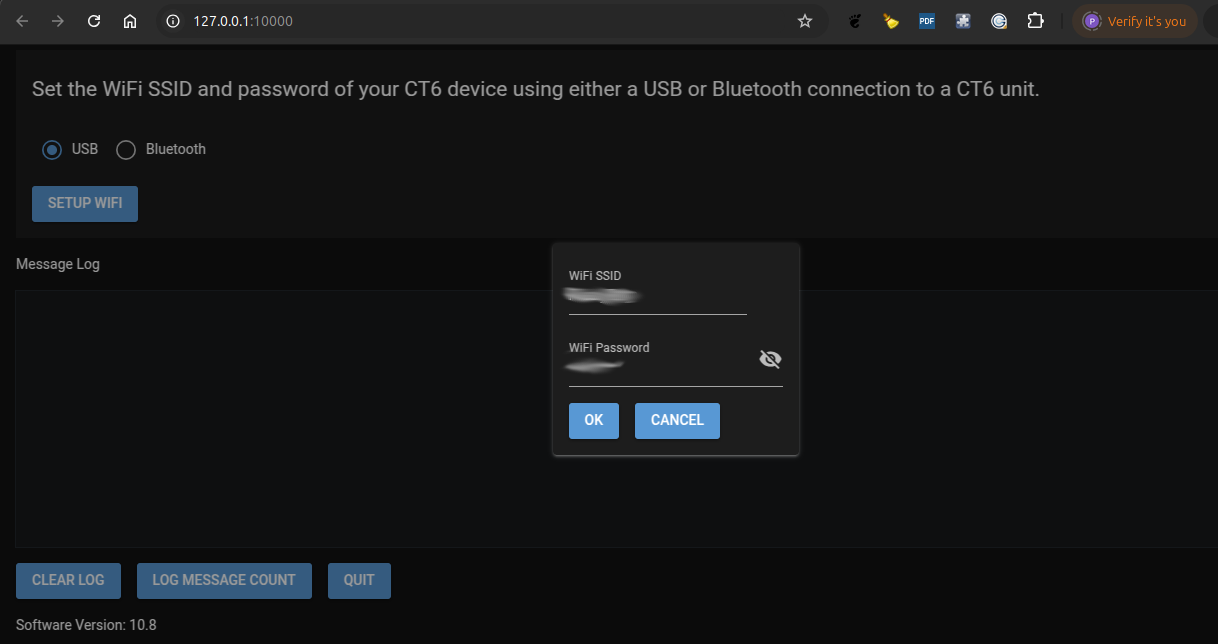 127.0.0.1:10000
PDF
P
Verify it's you
Set the WiFi SSID and password of your CT6 device using either a USB or Bluetooth connection to a CT6 unit.
USB
Bluetooth
SETUP WIFI
Message Log
WiFi SSID
WiFi Password
OK
CANCEL
CLEAR LOG
LOG MESSAGE COUNT
QUIT
Software Version: 10.8